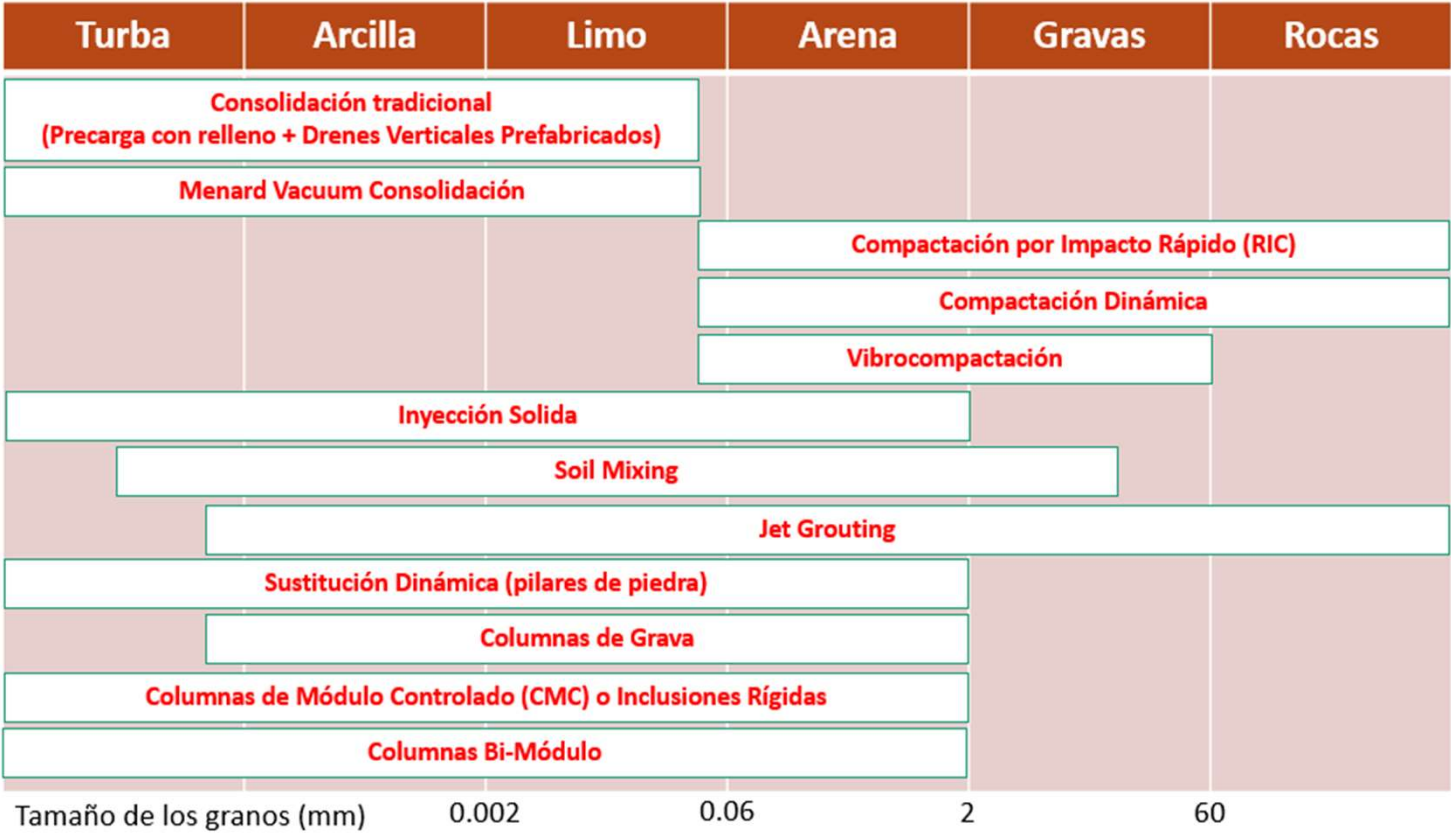 Turba Arcilla Limo Arena Gravas Rocas
Consolidación tradicional
(Precarga con relleno + Drenes Verticales Prefabricados)
Menard Vacuum Consolidación
Compactación por Impacto Rápido (RIC)
Compactación Dinámica
Vibrocompactación
Inyección Solida
Soil Mixing
Jet Grouting
Sustitución Dinámica (pilares de piedra)
Columnas de Grava
Columnas de Módulo Controlado (CMC) o Inclusiones Rígidas
Columnas Bi-Módulo
Tamaño de los granos (mm) 0.002 0.06 2 60